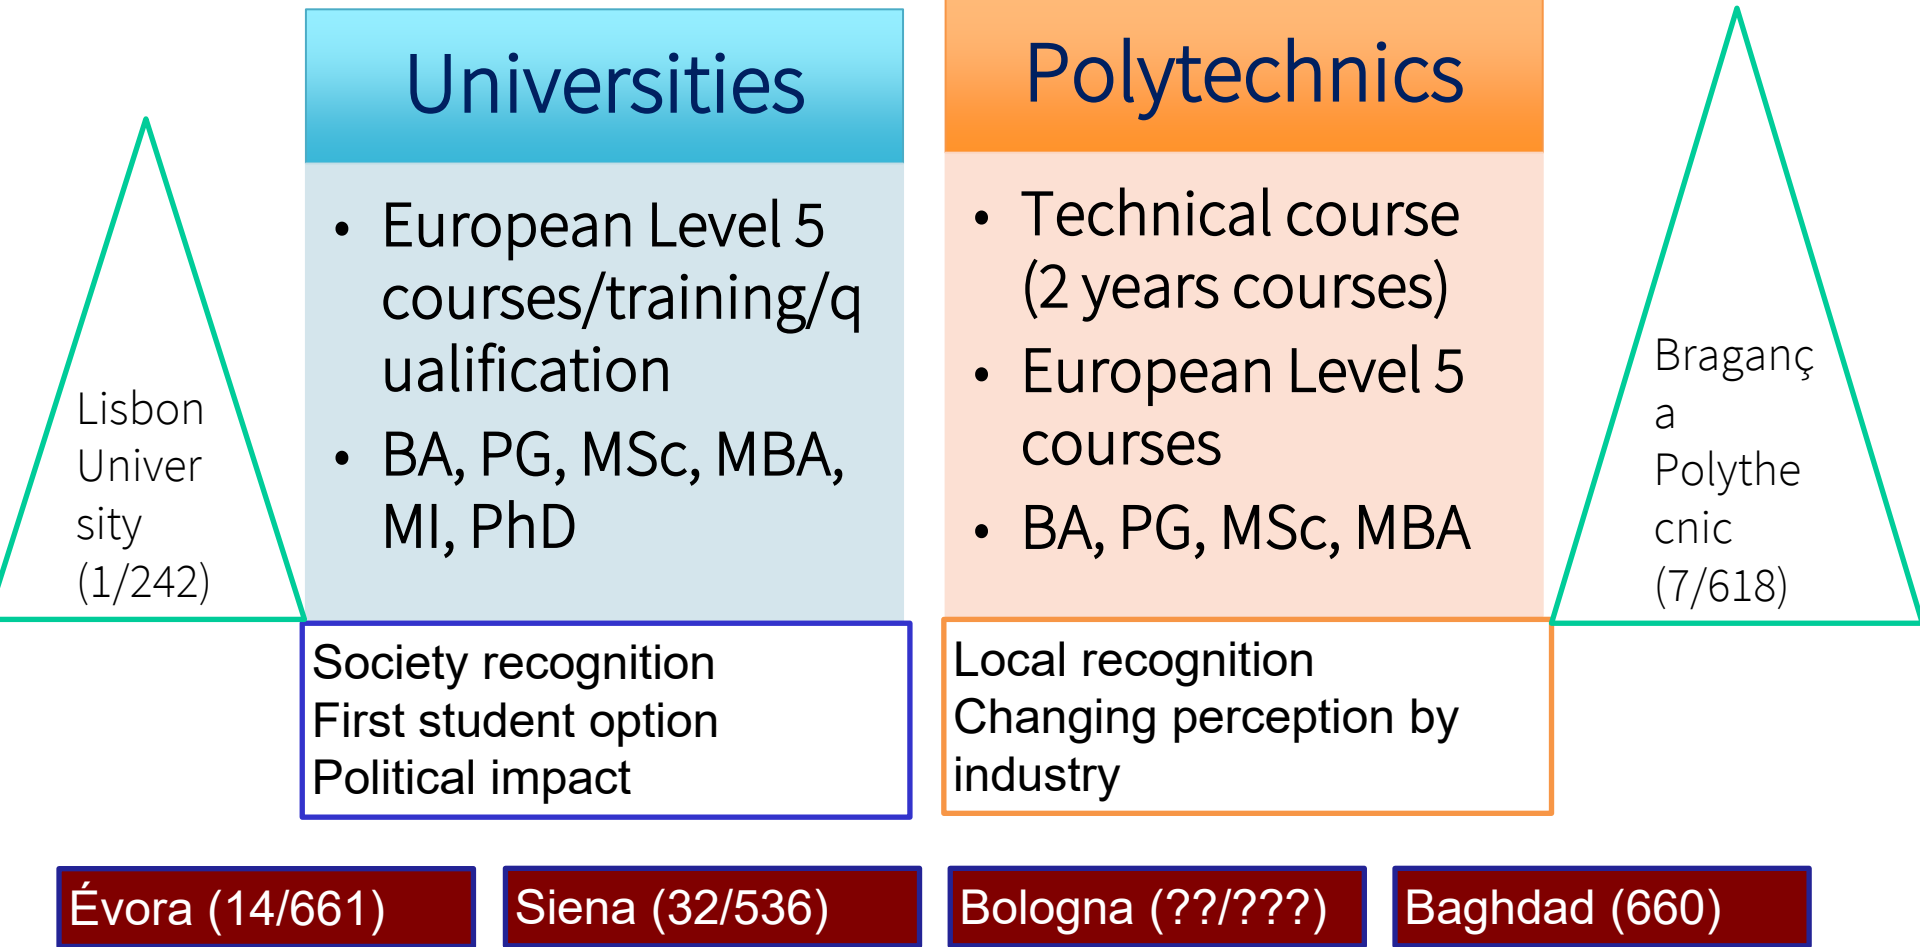 Universities
• European Level 5
courses/training/q
ualification
• BA, PG, MSc, MBA,
MI, PhD
Polytechnics
• Technical course
(2 years courses)
• European Level 5
courses
• BA, PG, MSc, MBA
Lisbon
Univer
sity
(1/242)
Braganç
a
Polythe
cnic
(7/618)
Society recognition
First student option
Political impact
Local recognition
Changing perception by
industry
Évora (14/661)
Siena (32/536)
Bologna (??/???)
Baghdad (660)